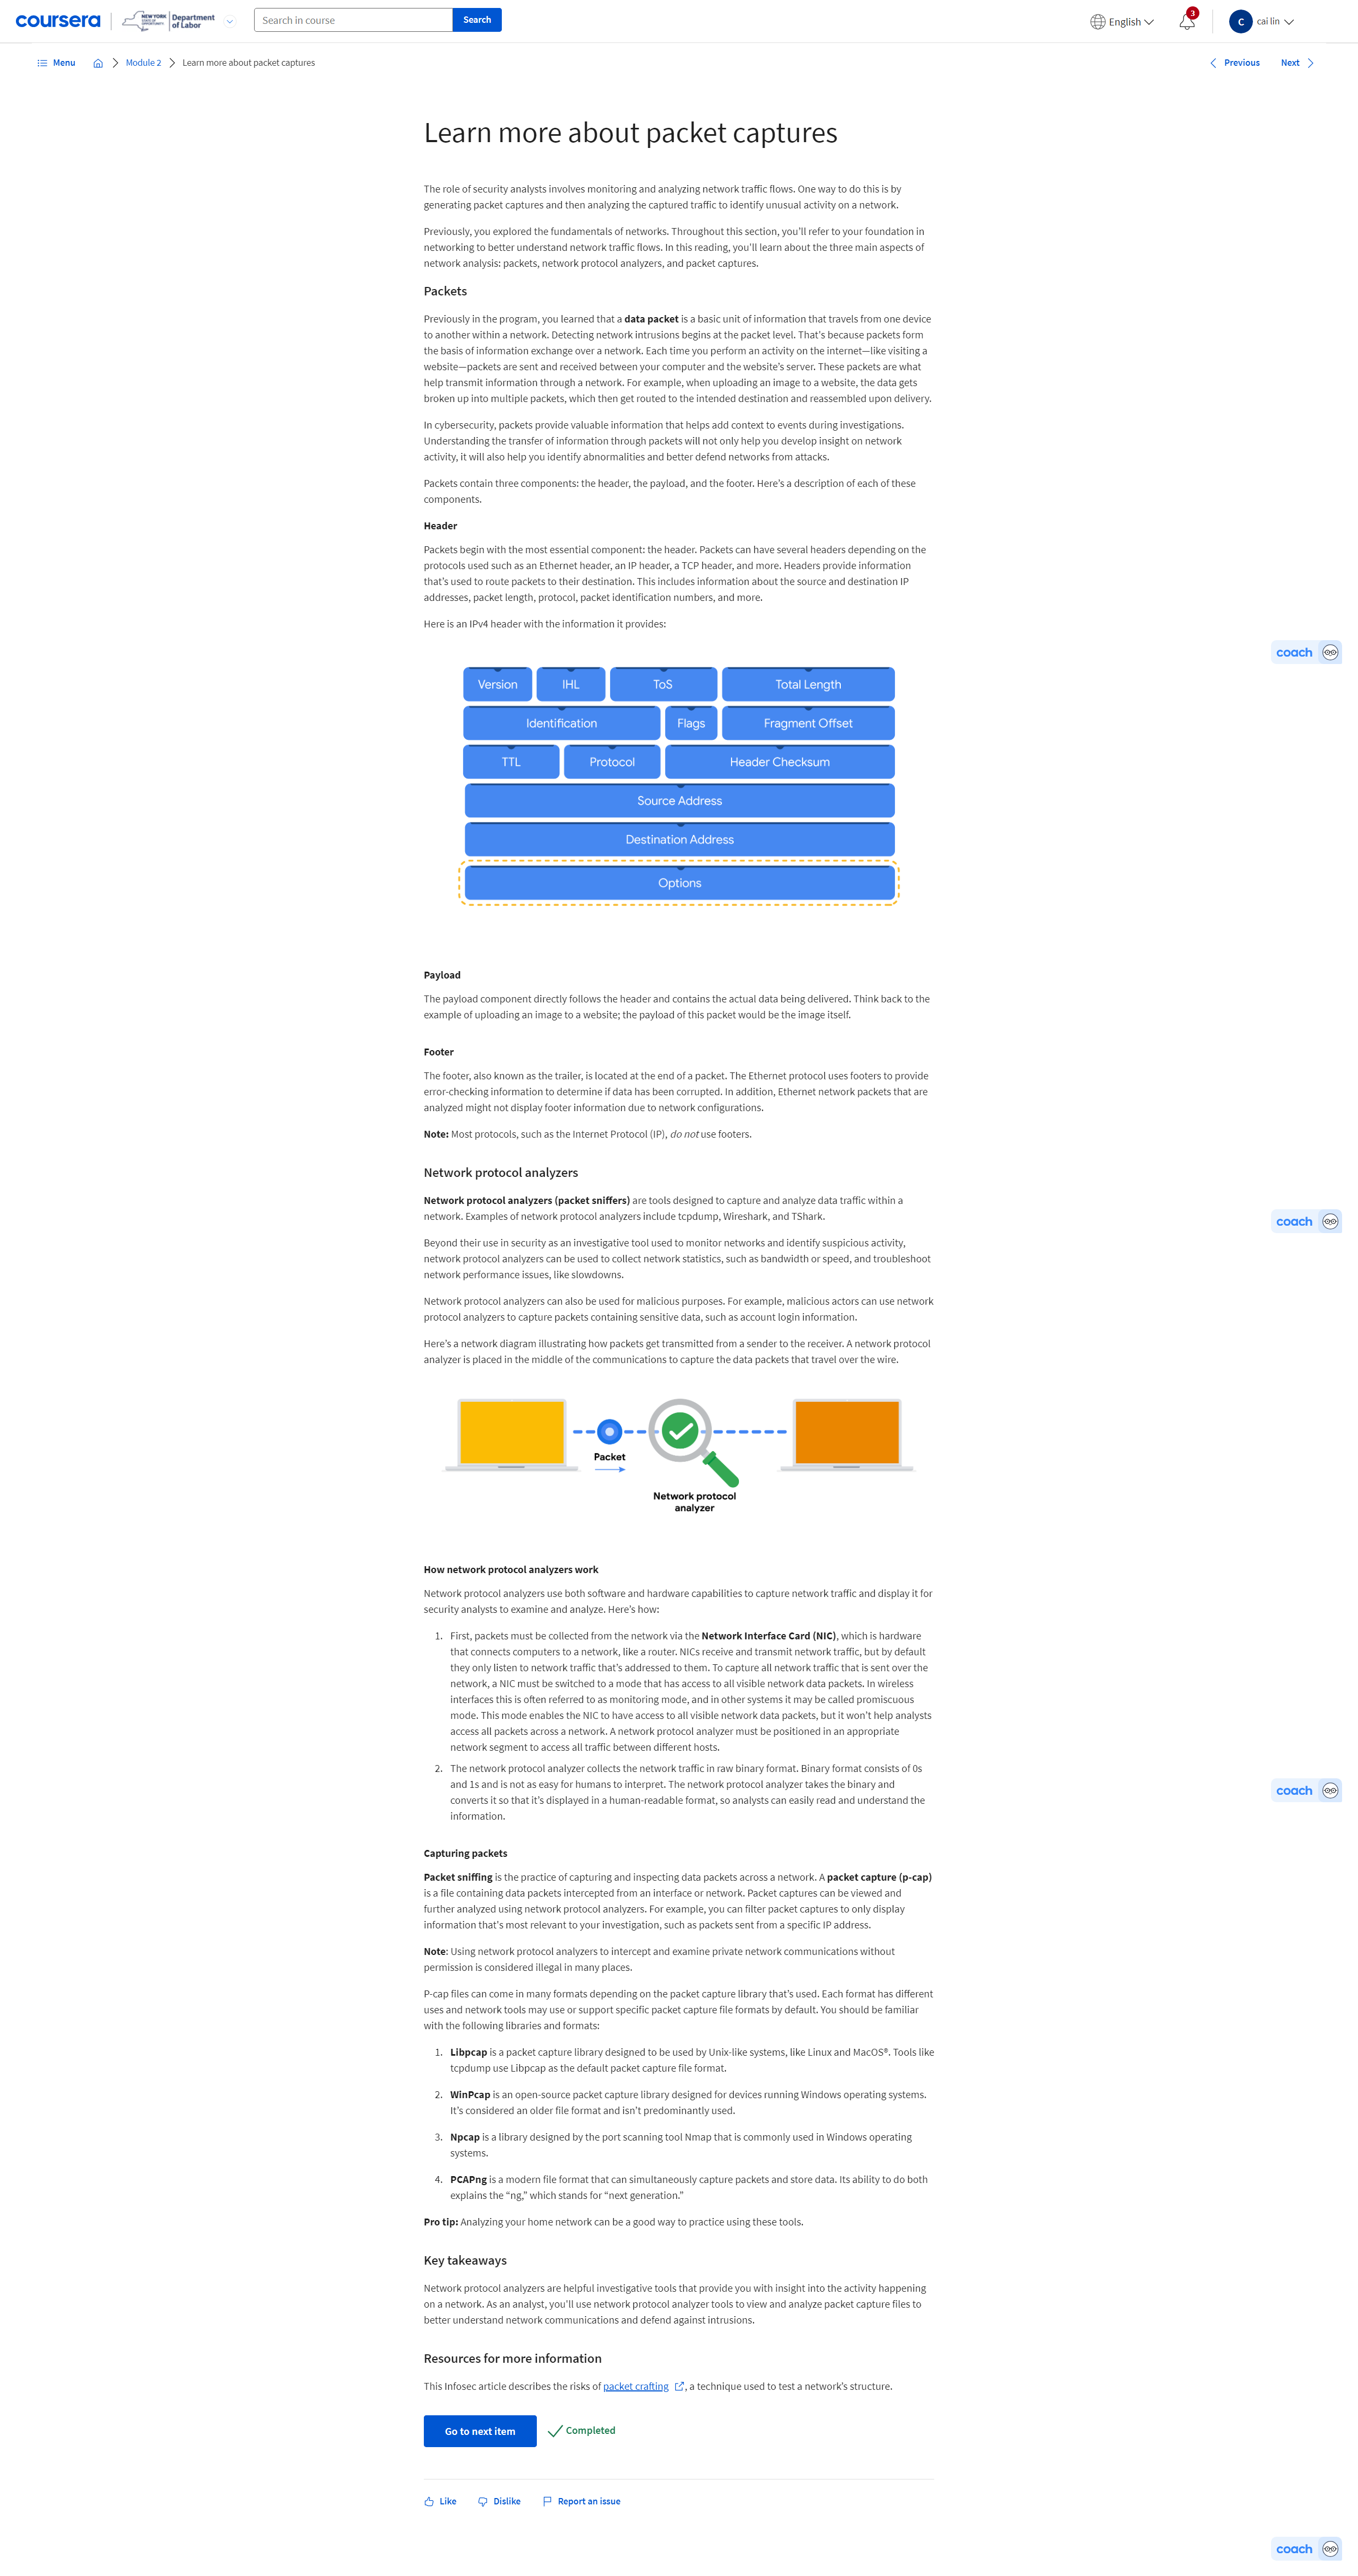 coursera
NEW YORK
STATE OF
OPPORTUNITY.
Department
of Labor
Search in course
Search
English
3
C
cai lin
Menu
Module 2
Learn more about packet captures
Previous
Next
Learn more about packet captures
The role of security analysts involves monitoring and analyzing network traffic flows. One way to do this is by
generating packet captures and then analyzing the captured traffic to identify unusual activity on a network.
Previously, you explored the fundamentals of networks. Throughout this section, you’ll refer to your foundation in
networking to better understand network traffic flows. In this reading, you'll learn about the three main aspects of
network analysis: packets, network protocol analyzers, and packet captures.
Packets
Previously in the program, you learned that a data packet is a basic unit of information that travels from one device
to another within a network. Detecting network intrusions begins at the packet level. That's because packets form
the basis of information exchange over a network. Each time you perform an activity on the internet—like visiting a
website—packets are sent and received between your computer and the website’s server. These packets are what
help transmit information through a network. For example, when uploading an image to a website, the data gets
broken up into multiple packets, which then get routed to the intended destination and reassembled upon delivery.
In cybersecurity, packets provide valuable information that helps add context to events during investigations.
Understanding the transfer of information through packets will not only help you develop insight on network
activity, it will also help you identify abnormalities and better defend networks from attacks.
Packets contain three components: the header, the payload, and the footer. Here’s a description of each of these
components.
Header
Packets begin with the most essential component: the header. Packets can have several headers depending on the
protocols used such as an Ethernet header, an IP header, a TCP header, and more. Headers provide information
that’s used to route packets to their destination. This includes information about the source and destination IP
addresses, packet length, protocol, packet identification numbers, and more.
Here is an IPv4 header with the information it provides:
coach
Version IHL ToS Total Length
Identification Flags Fragment Offset
TTL Protocol Header Checksum
Source Address
Destination Address
Options
Payload
The payload component directly follows the header and contains the actual data being delivered. Think back to the
example of uploading an image to a website; the payload of this packet would be the image itself.
Footer
The footer, also known as the trailer, is located at the end of a packet. The Ethernet protocol uses footers to provide
error-checking information to determine if data has been corrupted. In addition, Ethernet network packets that are
analyzed might not display footer information due to network configurations.
Note: Most protocols, such as the Internet Protocol (IP), do not use footers.
Network protocol analyzers
Network protocol analyzers (packet sniffers) are tools designed to capture and analyze data traffic within a
network. Examples of network protocol analyzers include tcpdump, Wireshark, and TShark.
coach
Beyond their use in security as an investigative tool used to monitor networks and identify suspicious activity,
network protocol analyzers can be used to collect network statistics, such as bandwidth or speed, and troubleshoot
network performance issues, like slowdowns.
Network protocol analyzers can also be used for malicious purposes. For example, malicious actors can use network
protocol analyzers to capture packets containing sensitive data, such as account login information.
Here’s a network diagram illustrating how packets get transmitted from a sender to the receiver. A network protocol
analyzer is placed in the middle of the communications to capture the data packets that travel over the wire.
Packet
Network protocol
analyzer
How network protocol analyzers work
Network protocol analyzers use both software and hardware capabilities to capture network traffic and display it for
security analysts to examine and analyze. Here’s how:
1. First, packets must be collected from the network via the Network Interface Card (NIC), which is hardware
that connects computers to a network, like a router. NICs receive and transmit network traffic, but by default
they only listen to network traffic that’s addressed to them. To capture all network traffic that is sent over the
network, a NIC must be switched to a mode that has access to all visible network data packets. In wireless
interfaces this is often referred to as monitoring mode, and in other systems it may be called promiscuous
mode. This mode enables the NIC to have access to all visible network data packets, but it won’t help analysts
access all packets across a network. A network protocol analyzer must be positioned in an appropriate
network segment to access all traffic between different hosts.
2. The network protocol analyzer collects the network traffic in raw binary format. Binary format consists of 0s
and 1s and is not as easy for humans to interpret. The network protocol analyzer takes the binary and
converts it so that it’s displayed in a human-readable format, so analysts can easily read and understand the
information.
coach
Capturing packets
Packet sniffing is the practice of capturing and inspecting data packets across a network. A packet capture (p-cap)
is a file containing data packets intercepted from an interface or network. Packet captures can be viewed and
further analyzed using network protocol analyzers. For example, you can filter packet captures to only display
information that's most relevant to your investigation, such as packets sent from a specific IP address.
Note: Using network protocol analyzers to intercept and examine private network communications without
permission is considered illegal in many places.
P-cap files can come in many formats depending on the packet capture library that’s used. Each format has different
uses and network tools may use or support specific packet capture file formats by default. You should be familiar
with the following libraries and formats:
1. Libpcap is a packet capture library designed to be used by Unix-like systems, like Linux and MacOS®. Tools like
tcpdump use Libpcap as the default packet capture file format.
2. WinPcap is an open-source packet capture library designed for devices running Windows operating systems.
It’s considered an older file format and isn’t predominantly used.
3. Npcap is a library designed by the port scanning tool Nmap that is commonly used in Windows operating
systems.
4. PCAPng is a modern file format that can simultaneously capture packets and store data. Its ability to do both
explains the “ng,” which stands for “next generation.”
Pro tip: Analyzing your home network can be a good way to practice using these tools.
Key takeaways
Network protocol analyzers are helpful investigative tools that provide you with insight into the activity happening
on a network. As an analyst, you'll use network protocol analyzer tools to view and analyze packet capture files to
better understand network communications and defend against intrusions.
Resources for more information
This Infosec article describes the risks of packet crafting , a technique used to test a network’s structure.
Go to next item
Completed
Like
Dislike
Report an issue
coach